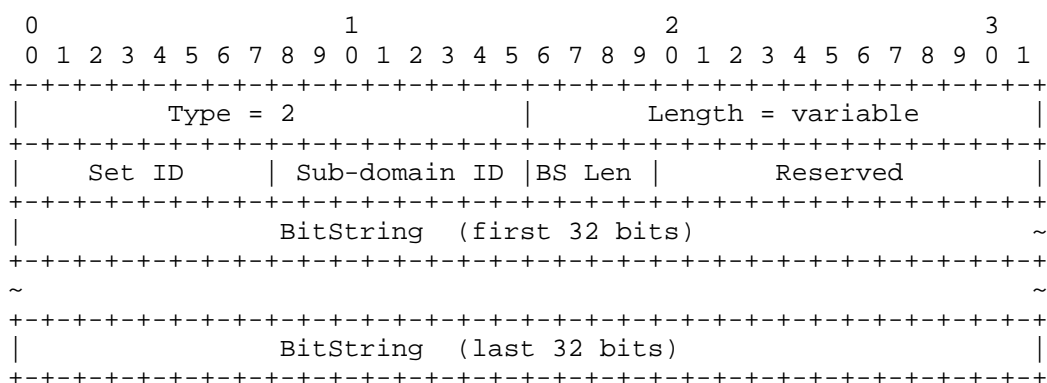 0                   1                   2                   3
 0 1 2 3 4 5 6 7 8 9 0 1 2 3 4 5 6 7 8 9 0 1 2 3 4 5 6 7 8 9 0 1
+-+-+-+-+-+-+-+-+-+-+-+-+-+-+-+-+-+-+-+-+-+-+-+-+-+-+-+-+-+-+-+-+
|         Type = 2              |       Length = variable       |
+-+-+-+-+-+-+-+-+-+-+-+-+-+-+-+-+-+-+-+-+-+-+-+-+-+-+-+-+-+-+-+-+
|    Set ID     | Sub-domain ID |BS Len |       Reserved        |
+-+-+-+-+-+-+-+-+-+-+-+-+-+-+-+-+-+-+-+-+-+-+-+-+-+-+-+-+-+-+-+-+
|                BitString  (first 32 bits)                     ~
+-+-+-+-+-+-+-+-+-+-+-+-+-+-+-+-+-+-+-+-+-+-+-+-+-+-+-+-+-+-+-+-+
~                                                               ~
+-+-+-+-+-+-+-+-+-+-+-+-+-+-+-+-+-+-+-+-+-+-+-+-+-+-+-+-+-+-+-+-+
|                BitString  (last 32 bits)                      |
+-+-+-+-+-+-+-+-+-+-+-+-+-+-+-+-+-+-+-+-+-+-+-+-+-+-+-+-+-+-+-+-+